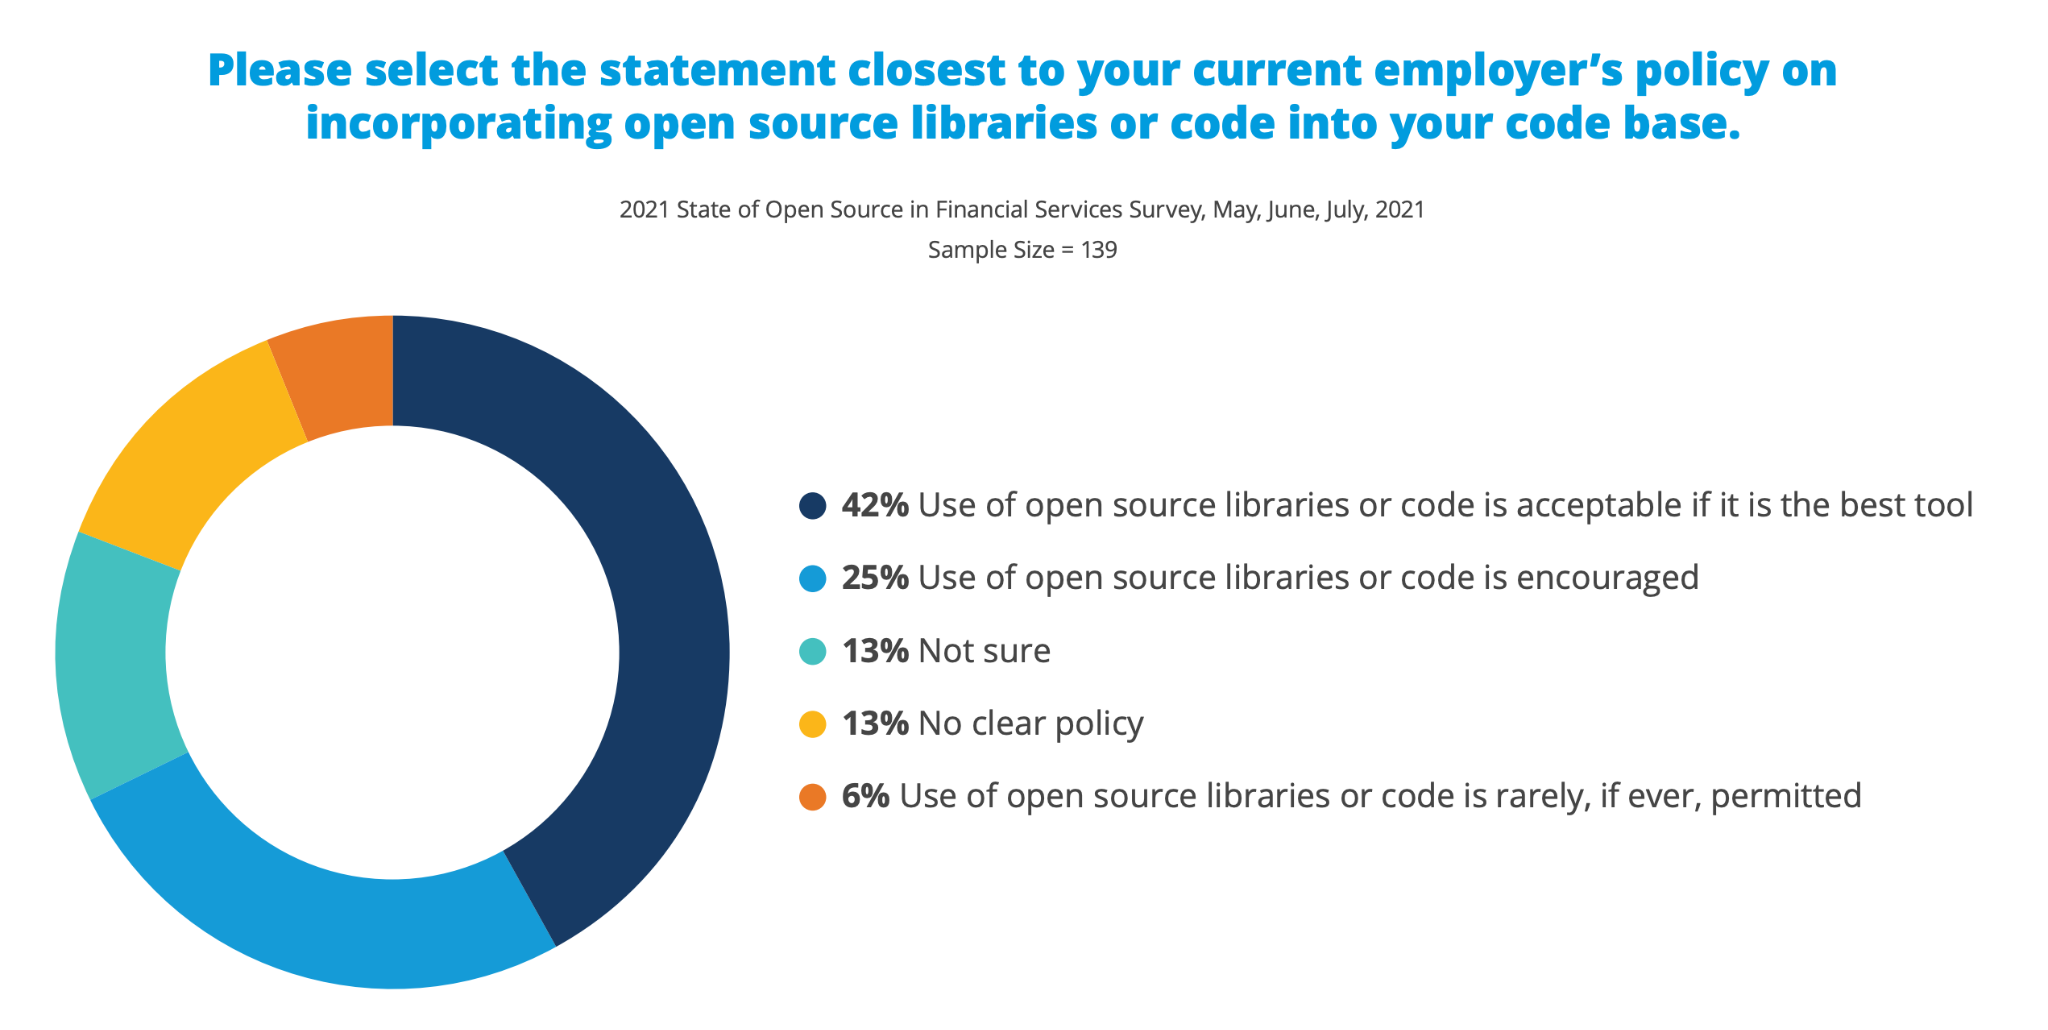 Please select the statement closest to your current employer’s policy on
incorporating open source libraries or code into your code base.
2021 State of Open Source in Financial Services Survey, May, June, July, 2021
Sample Size = 139
42% Use of open source libraries or code is acceptable if it is the best tool
25% Use of open source libraries or code is encouraged
13% Not sure
13% No clear policy
6% Use of open source libraries or code is rarely, if ever, permitted